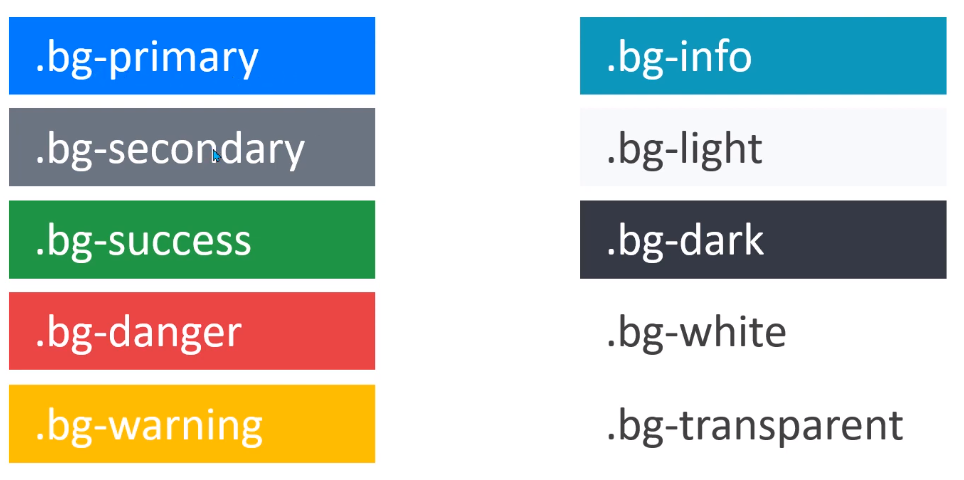 .bg-primary
.bg-secondary
.bg-success
.bg-danger
.bg-warning
.bg-info
.bg-light
.bg-dark
.bg-white
.bg-transparent